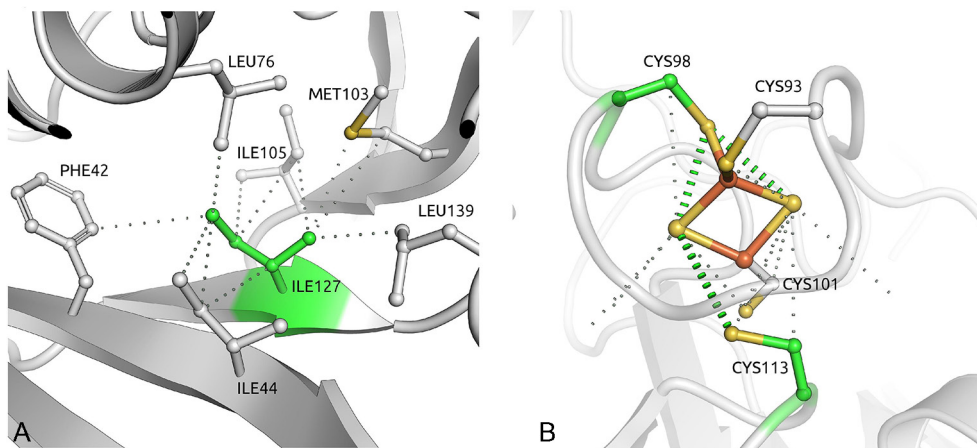 LEU76
MET103
ILE105
PHE42
LEU139
ILE127
ILE44
A
CYS98
CYS93
CYS101
CYS113
B